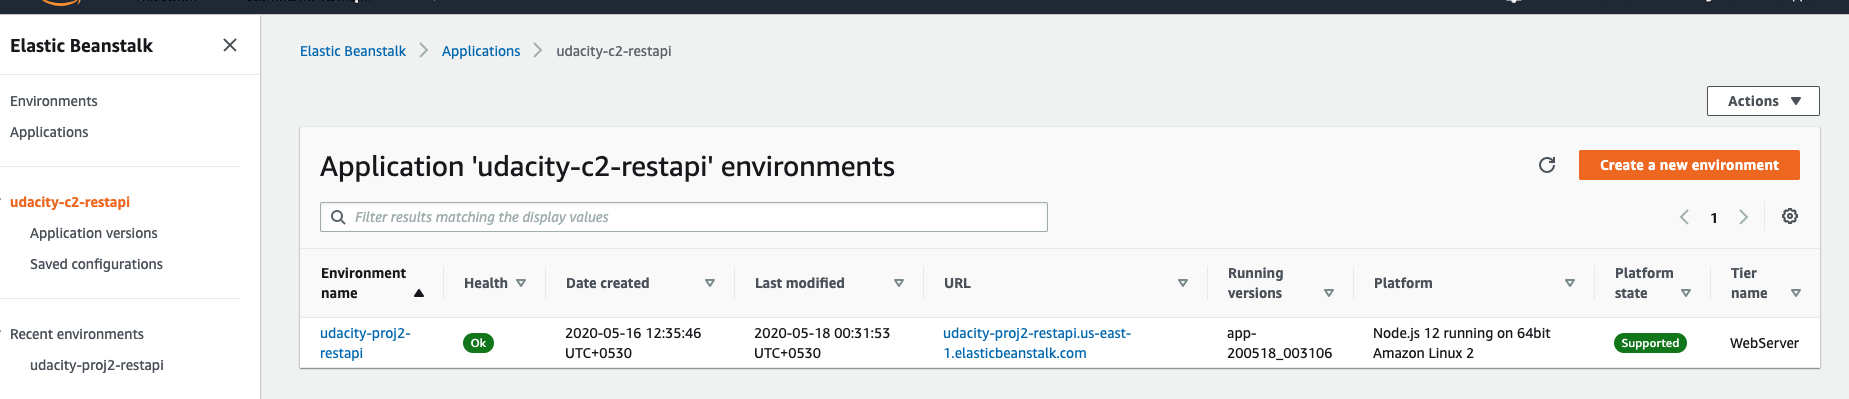 Elastic Beanstalk
Environments
Applications
udacity-c2-restapi
Application versions
Saved configurations
Recent environments
udacity-proj2-restapi
Elastic Beanstalk
Applications
udacity-c2-restapi
Actions
Application 'udacity-c2-restapi' environments
Create a new environment
Filter results matching the display values
1
Environment
name
Health
Date created
Last modified
URL
Running
versions
Platform
Platform
state
Tier
name
udacity-proj2-
restapi
Ok
2020-05-16 12:35:46
UTC+0530
2020-05-18 00:31:53
UTC+0530
udacity-proj2-restapi.us-east-
1.elasticbeanstalk.com
app-
200518_003106
Node.js 12 running on 64bit
Amazon Linux 2
Supported
WebServer